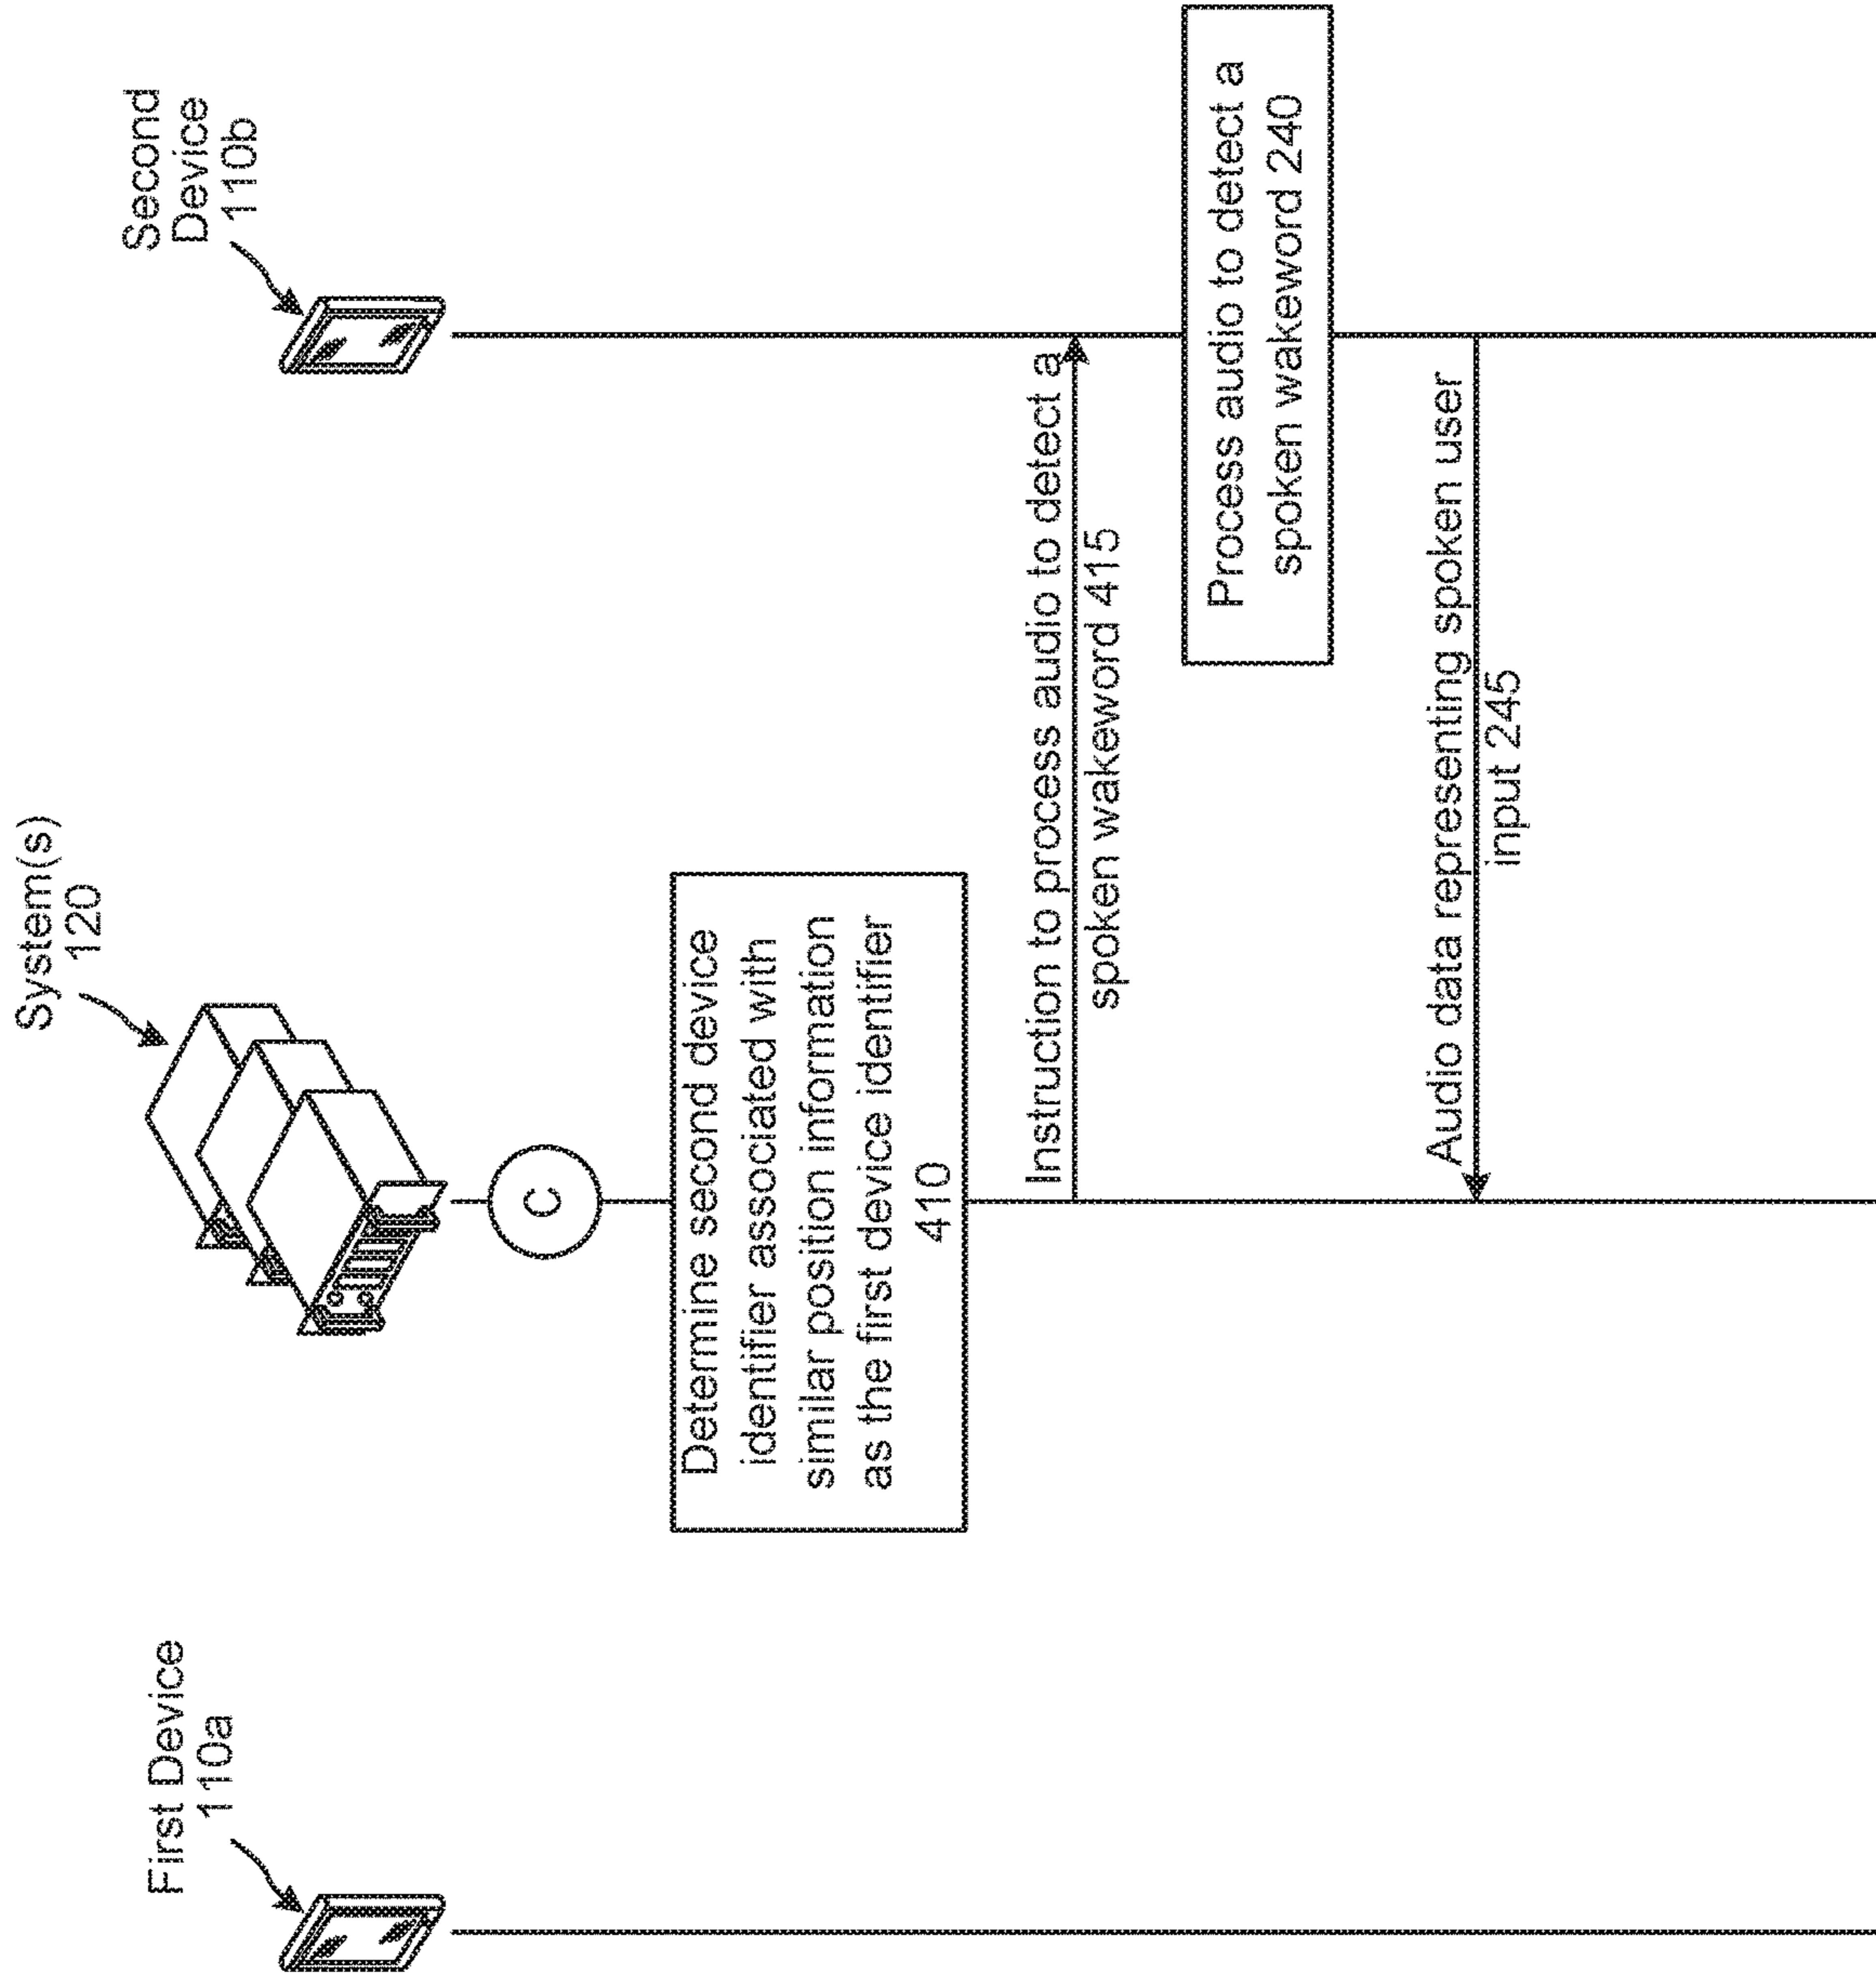 First Device
110a
System(s)
120
Second
Device
110b
C
Determine second device
identifier associated with
similar position information
as the first device identifier
410
Instruction to process audio to detect a
spoken wakeword 415
Process audio to detect a
spoken wakeword 240
Audio data representing spoken user
input 245